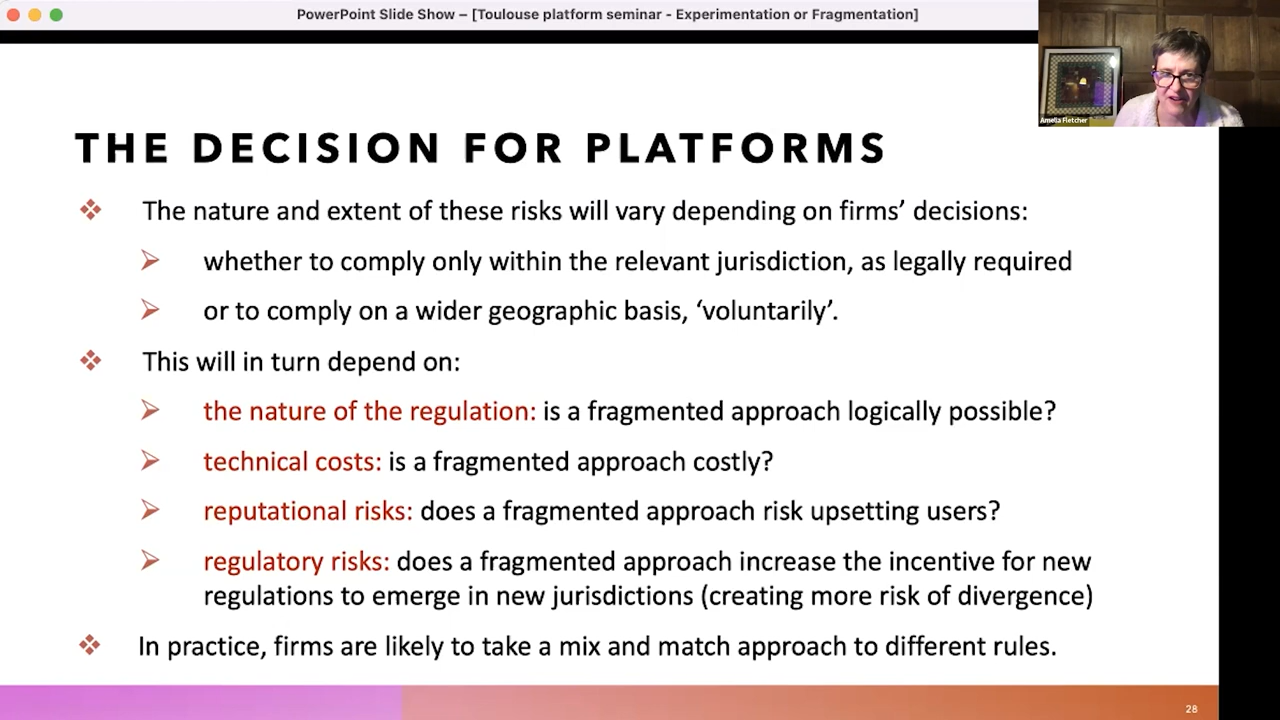 PowerPoint Slide Show – [Toulouse platform seminar - Experimentation or Fragmentation]
Amelia Fletcher
THE DECISION FOR PLATFORMS
The nature and extent of these risks will vary depending on firms’ decisions:
whether to comply only within the relevant jurisdiction, as legally required
or to comply on a wider geographic basis, ‘voluntarily’.
This will in turn depend on:
the nature of the regulation: is a fragmented approach logically possible?
technical costs: is a fragmented approach costly?
reputational risks: does a fragmented approach risk upsetting users?
regulatory risks: does a fragmented approach increase the incentive for new
regulations to emerge in new jurisdictions (creating more risk of divergence)
In practice, firms are likely to take a mix and match approach to different rules.
28